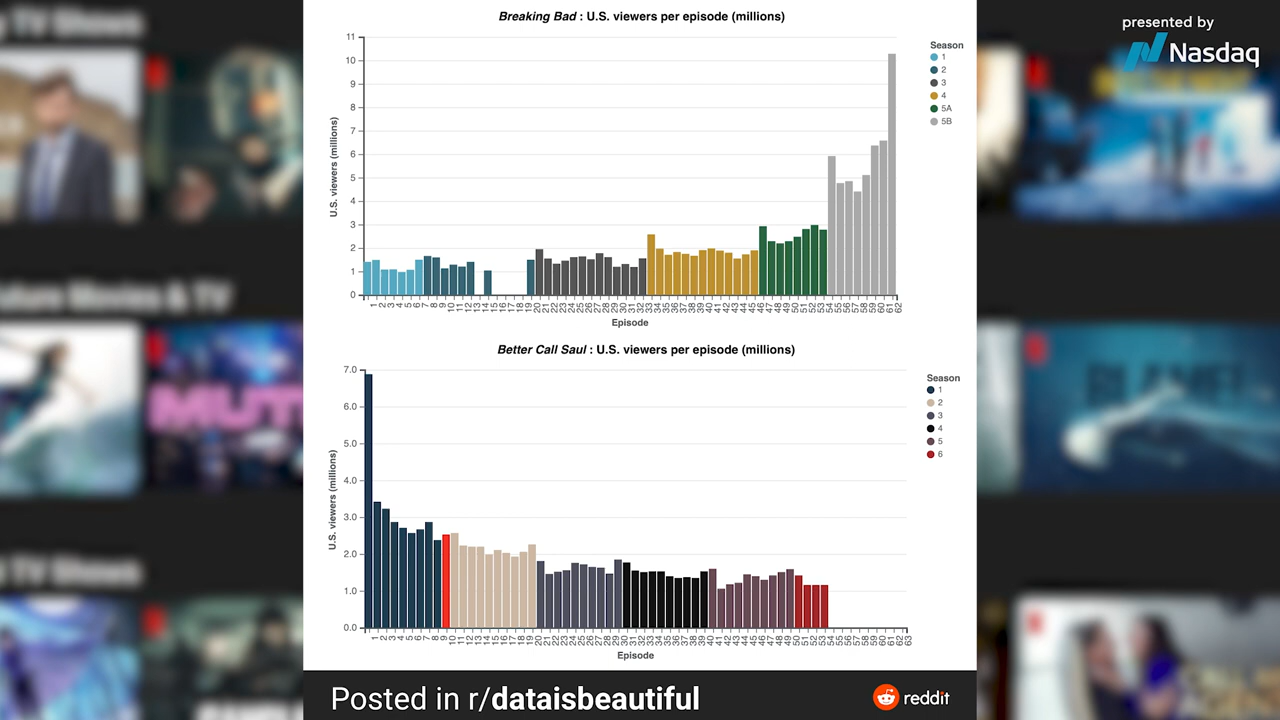 TV Shows
Future Movies & TV
TV Shows
MUT
BLAME!
presented by
Nasdaq
Breaking Bad : U.S. viewers per episode (millions)
11
10
9
8
7
6
5
4
3
2
1
0
U.S. viewers (millions)
1 2 3 4 5 6 7 8 9 10 11 12 13 14 15 16 17 18 19 20 21 22 23 24 25 26 27 28 29 30 31 32 33 34 35 36 37 38 39 40 41 42 43 44 45 46 47 48 49 50 51 52 53 54 55 56 57 58 59 60 61 62
Episode
Season
1
2
3
4
5A
5B
Better Call Saul : U.S. viewers per episode (millions)
7.0
6.0
5.0
4.0
3.0
2.0
1.0
0.0
U.S. viewers (millions)
1 2 3 4 5 6 7 8 9 10 11 12 13 14 15 16 17 18 19 20 21 22 23 24 25 26 27 28 29 30 31 32 33 34 35 36 37 38 39 40 41 42 43 44 45 46 47 48 49 50 51 52 53 54 55 56 57 58 59 60 61 62 63
Episode
Season
1
2
3
4
5
6
Posted in r/dataisbeautiful
reddit